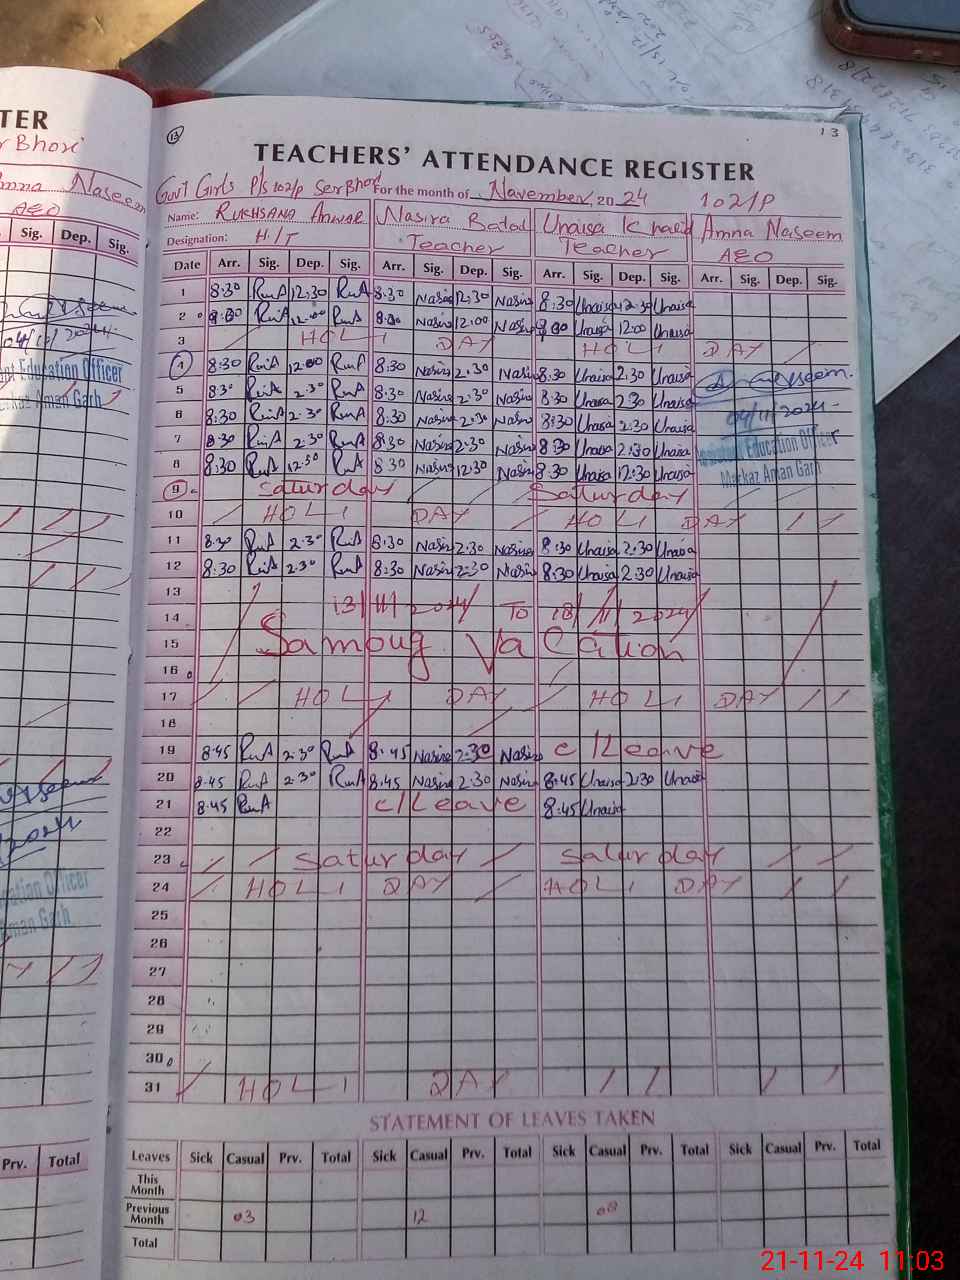 13
13
TEACHERS' ATTENDANCE REGISTER
Govt Girls P/s 102/P Ser Bhori For the month of November, 2024 102/P
Name: RUKHSANA ANWAR Nasira Batol Unaisa Khalid Amna Naseem
Designation: H/T Teacher Teacher AEO
Date Arr. Sig. Dep. Sig. Arr. Sig. Dep. Sig. Arr. Sig. Dep. Sig. Arr. Sig. Dep. Sig.
1 8:30 RuA 12:30 RuA 8:30 Nasira 12:30 Nasira 8:30 Unaisa 12:30 Unaisa
2 8:00 RuA 12:00 RuA 8:00 Nasira 12:00 Nasira 8:00 Unaisa 12:00 Unaisa
3 HOLI DAY HOLI DAY
4 8:30 RuA RuA 8:30 Nasira 2:30 Nasira 8:30 Unaisa 2:30 Unaisa
5 8:30 RuA 2:30 RuA 8:30 Nasira 2:30 Nasira 8:30 Unaisa 2:30 Unaisa
6 8:30 RuA 2:30 RuA 8:30 Nasira 2:30 Nasira 8:30 Unaisa 2:30 Unaisa
04/11/2024
7 8:30 RuA 2:30 RuA 8:30 Nasira 2:30 Nasira 8:30 Unaisa 2:30 Unaisa
Assistant Education Officer
8 8:30 RuA 12:30 RuA 8:30 Nasira 12:30 Nasira 8:30 Unaisa 12:30 Unaisa
Markaz Aman Garh
9 Saturday Saturday
10 HOLI DAY HOLI DAY
11 8:30 RuA 2:30 RuA 8:30 Nasira 2:30 Nasira 8:30 Unaisa 2:30 Unaisa
12 8:30 RuA 2:30 RuA 8:30 Nasira 2:30 Nasira 8:30 Unaisa 2:30 Unaisa
13
14 13/11/2024 To 18/11/2024
15 Samoug Vacation
16
17 HOLI DAY HOLI DAY
18
19 8:45 RuA 2:30 RuA 8:45 Nasira 2:30 Nasira c/Leave
20 8:45 RuA 2:30 RuA 8:45 Nasira 2:30 Nasira 8:45 Unaisa 2:30 Unaisa
21 8:45 RuA c/Leave 8:45 Unaisa
22
23 Saturday Saturday
24 HOLI DAY HOLI DAY
25
26
27
28
29
30
31 HOLI DAY
STATEMENT OF LEAVES TAKEN
Leaves Sick Casual Prv. Total Sick Casual Prv. Total Sick Casual Prv. Total Sick Casual Prv. Total
This Month
Previous Month 03 12 08
Total
TER
Amna Naseem
AEO
Sig. Dep. Sig.
Education Officer
Markaz Aman Garh
Prv. Total
21-11-24 11:03